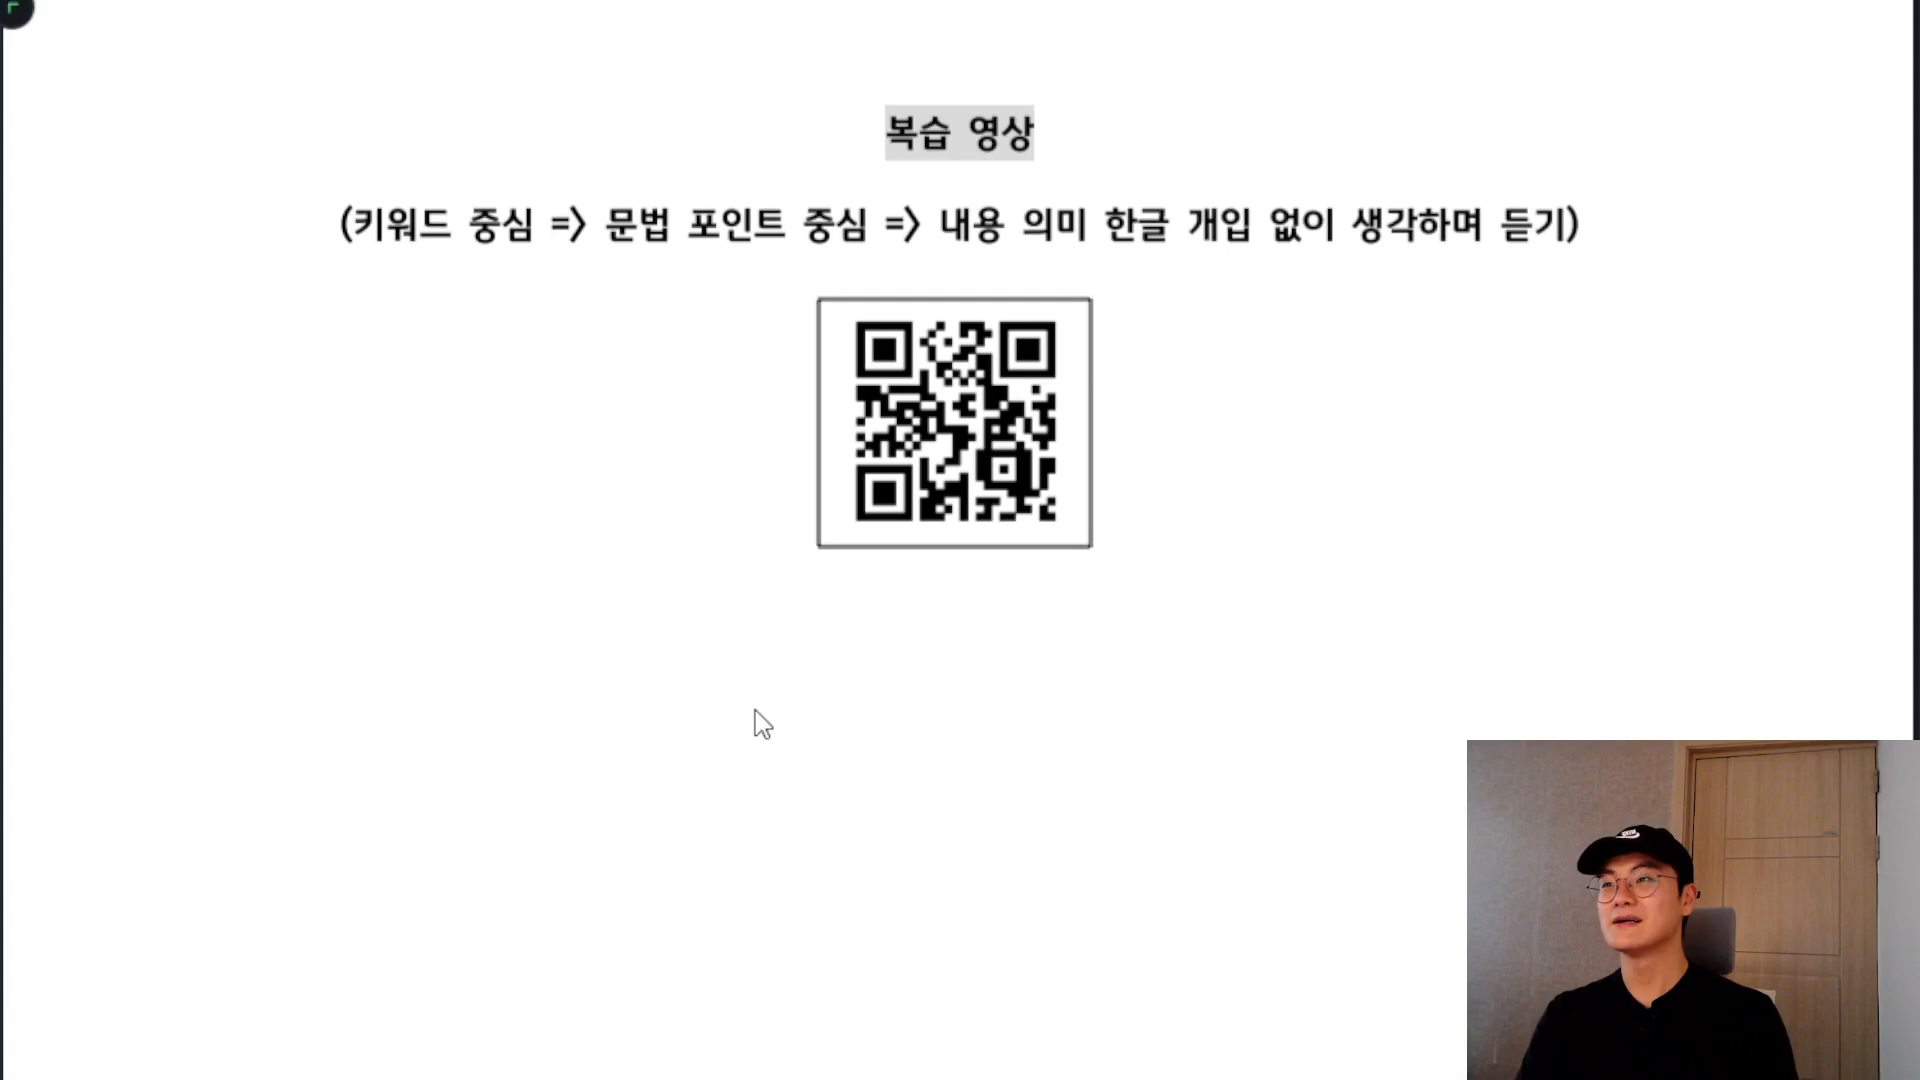 복습 영상
(키워드 중심 => 문법 포인트 중심 => 내용 의미 한글 개입 없이 생각하며 듣기)